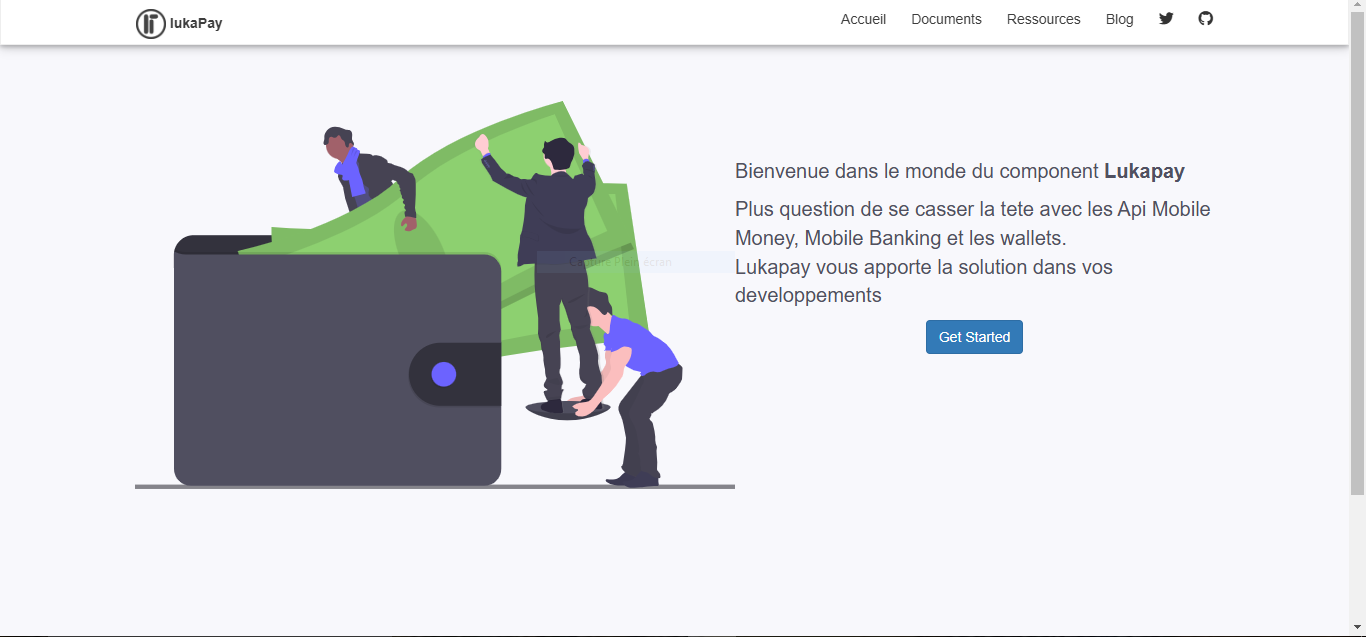 lukaPay
Accueil
Documents
Ressources
Blog
Bienvenue dans le monde du component Lukapay
Plus question de se casser la tete avec les Api Mobile
Money, Mobile Banking et les wallets.
Lukapay vous apporte la solution dans vos
developpements
Capture Plein écran
Get Started